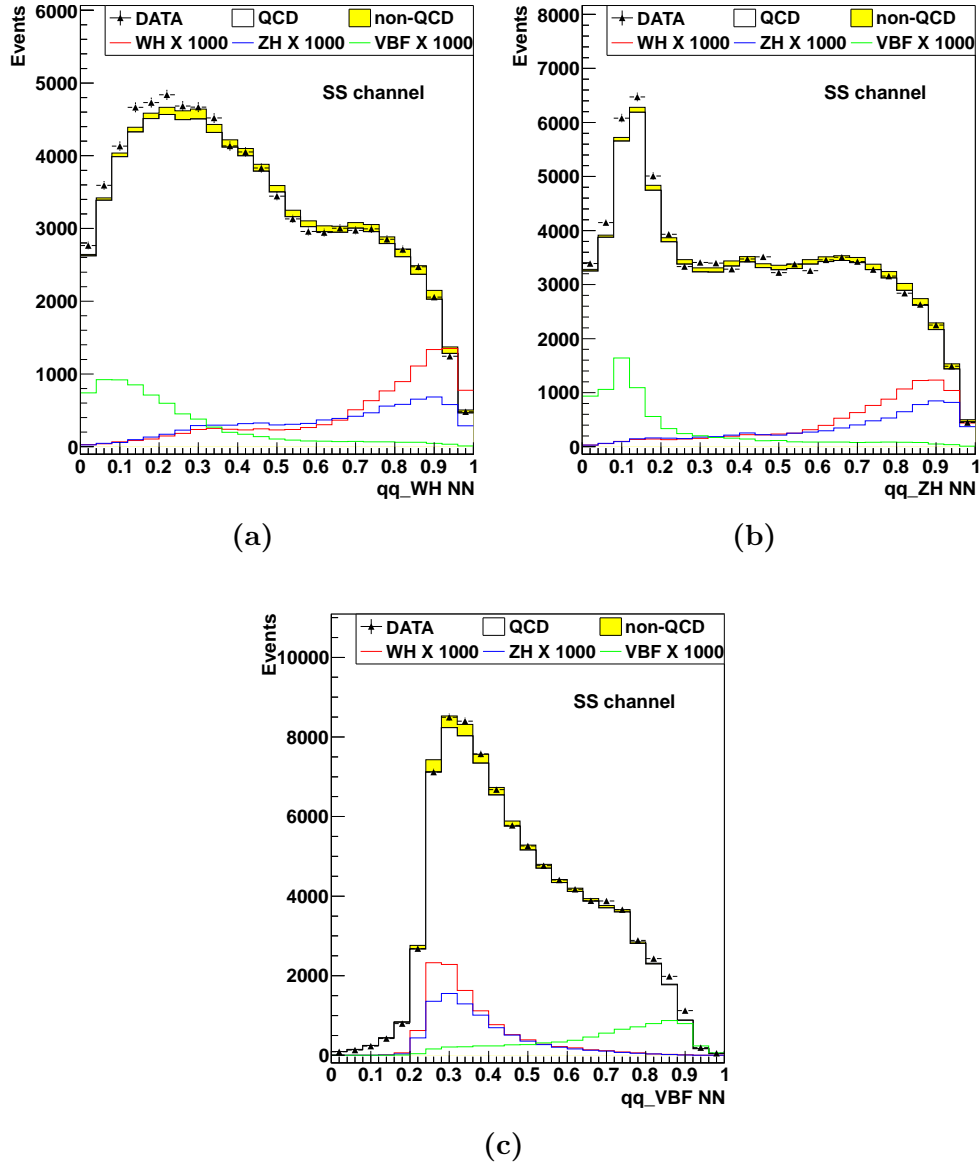 Events
6000
5000
4000
3000
2000
1000
0
DATA QCD non-QCD
WH X 1000 ZH X 1000 VBF X 1000
SS channel
0 0.1 0.2 0.3 0.4 0.5 0.6 0.7 0.8 0.9 1
qq_WH NN
(a)
Events
8000
7000
6000
5000
4000
3000
2000
1000
0
DATA QCD non-QCD
WH X 1000 ZH X 1000 VBF X 1000
SS channel
0 0.1 0.2 0.3 0.4 0.5 0.6 0.7 0.8 0.9 1
qq_ZH NN
(b)
Events
10000
8000
6000
4000
2000
0
DATA QCD non-QCD
WH X 1000 ZH X 1000 VBF X 1000
SS channel
0 0.1 0.2 0.3 0.4 0.5 0.6 0.7 0.8 0.9 1
qq_VBF NN
(c)